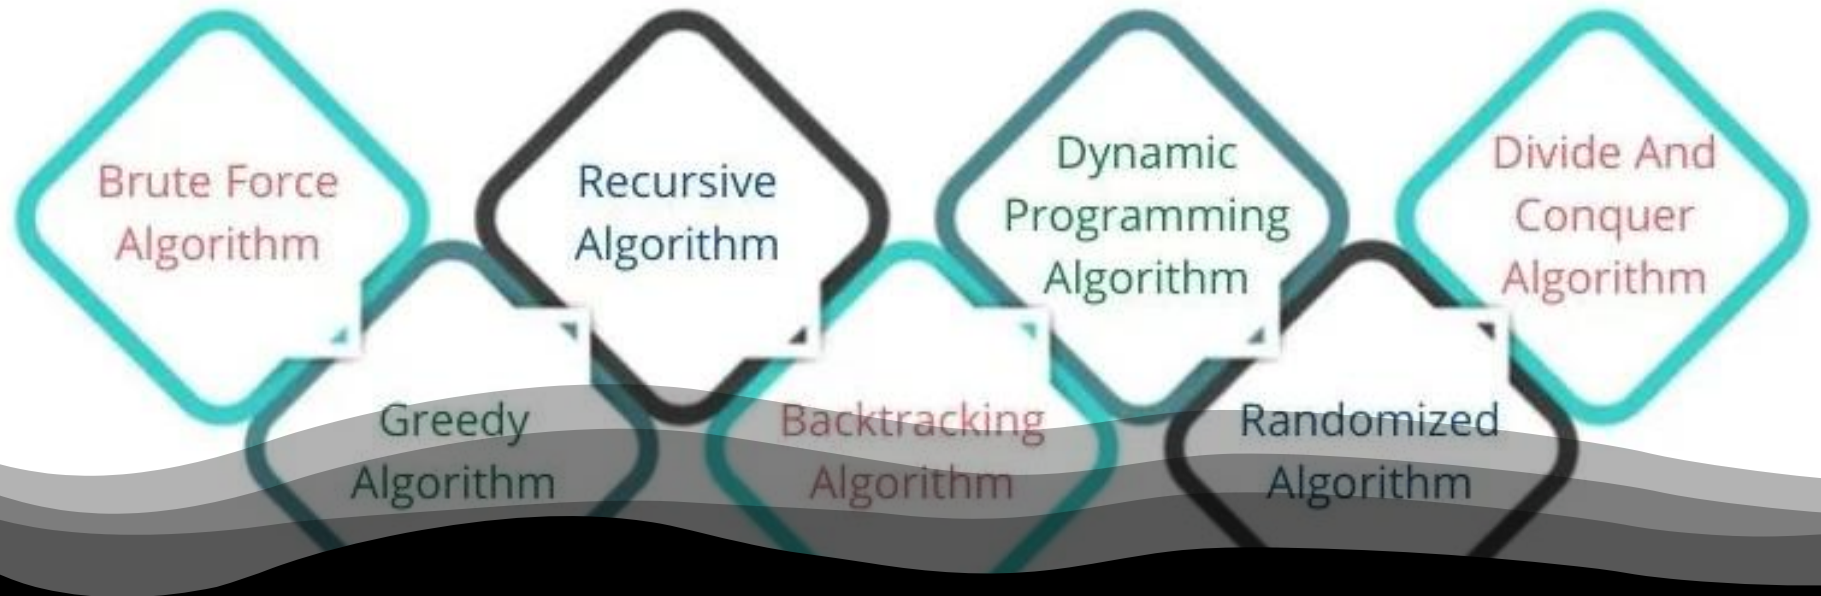 Brute Force
Algorithm
Greedy
Algorithm
Recursive
Algorithm
Backtracking
Algorithm
Dynamic
Programming
Algorithm
Randomized
Algorithm
Divide And
Conquer
Algorithm